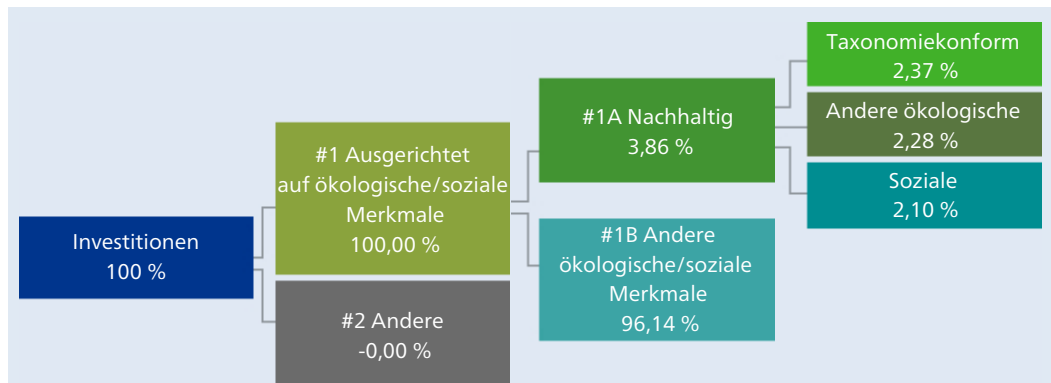 Investitionen
100 %
#1 Ausgerichtet
auf ökologische/soziale
Merkmale
100,00 %
#2 Andere
-0,00 %
#1A Nachhaltig
3,86 %
#1B Andere
ökologische/soziale
Merkmale
96,14 %
Taxonomiekonform
2,37 %
Andere ökologische
2,28 %
Soziale
2,10 %